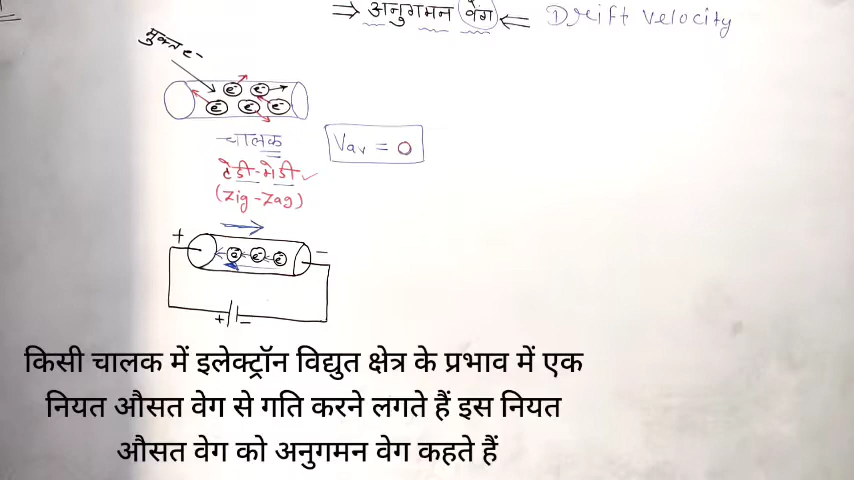 ⇒ अनुगमन वेग ⇐ Drift Velocity
मुक्त e⁻
e⁻ e⁻
e⁻ e⁻ e⁻
चालक
Vav = 0
टेडी-मेडी ✓
(Zig-Zag)
+ -
e e⁻ e⁻
+ -
किसी चालक में इलेक्ट्रॉन विद्युत क्षेत्र के प्रभाव में एक
नियत औसत वेग से गति करने लगते हैं इस नियत
औसत वेग को अनुगमन वेग कहते हैं